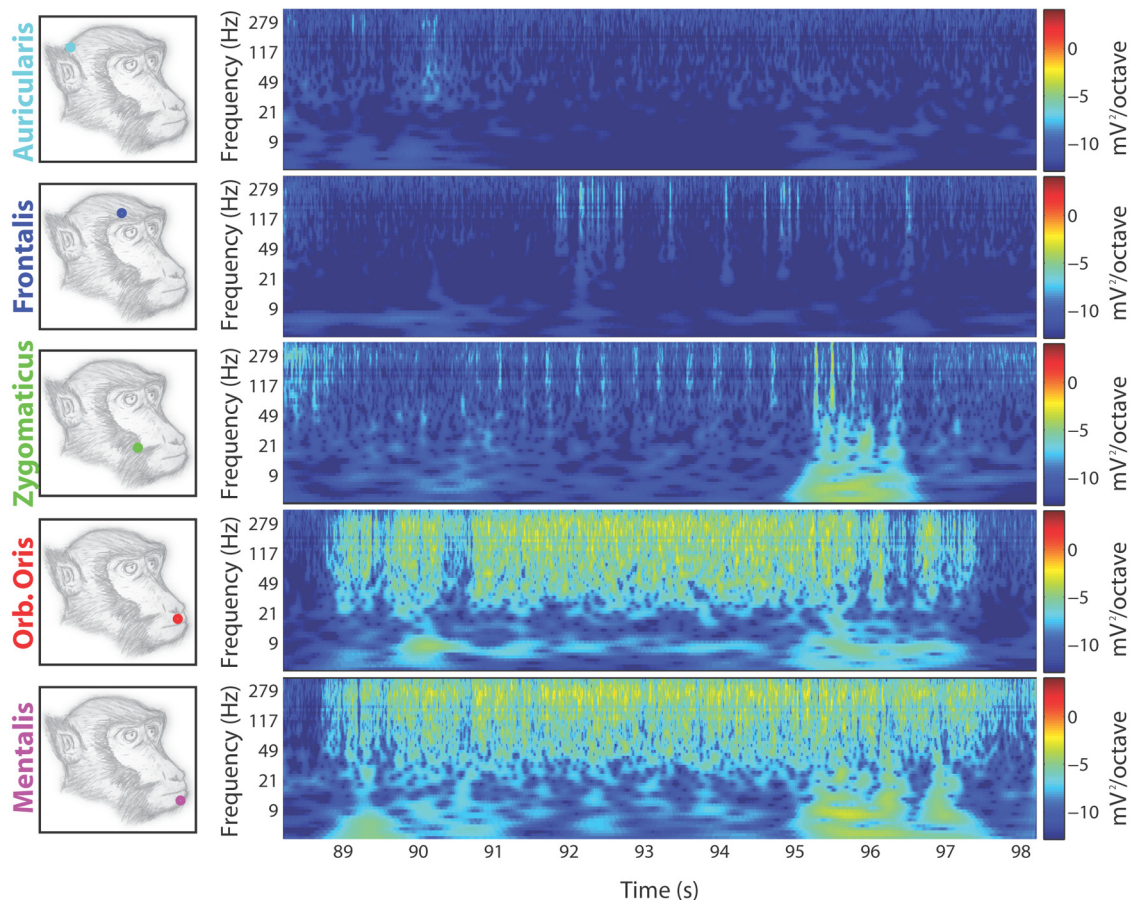 Auricularis
Frequency (Hz)
279
117
49
21
9
0
−5
−10
mV²/octave
Frontalis
Frequency (Hz)
279
117
49
21
9
0
−5
−10
mV²/octave
Zygomaticus
Frequency (Hz)
279
117
49
21
9
0
−5
−10
mV²/octave
Orb.Oris
Frequency (Hz)
279
117
49
21
9
0
−5
−10
mV²/octave
Mentalis
Frequency (Hz)
279
117
49
21
9
0
−5
−10
mV²/octave
89 90 91 92 93 94 95 96 97 98
Time (s)